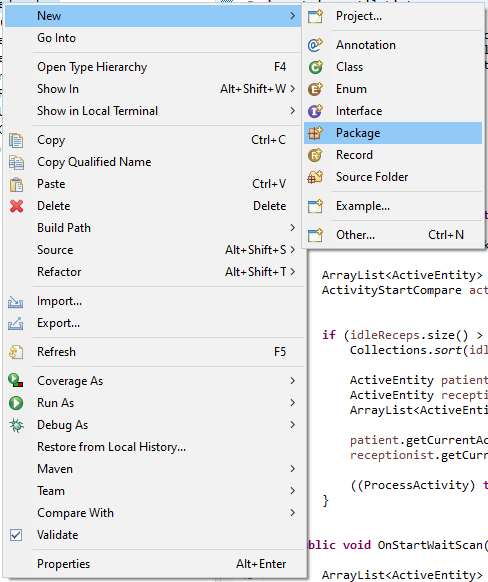 New
Go Into
Open Type Hierarchy F4
Show In Alt+Shift+W
Show in Local Terminal
Copy Ctrl+C
Copy Qualified Name
Paste Ctrl+V
Delete Delete
Build Path
Source Alt+Shift+S
Refactor Alt+Shift+T
Import...
Export...
Refresh F5
Coverage As
Run As
Debug As
Restore from Local History...
Maven
Team
Compare With
Validate
Properties Alt+Enter
Project...
Annotation
Class
Enum
Interface
Package
Record
Source Folder
Example...
Other... Ctrl+N
ArrayList<ActiveEntity>
ActivityStartCompare act
if (idleReceps.size() >
Collections.sort(idl
ActiveEntity patient
ActiveEntity recepti
ArrayList<ActiveEnti
patient.getCurrentAc
receptionist.getCurr
((ProcessActivity) t
}
blic void OnStartWaitScan(
ArrayList<ActiveEntity>